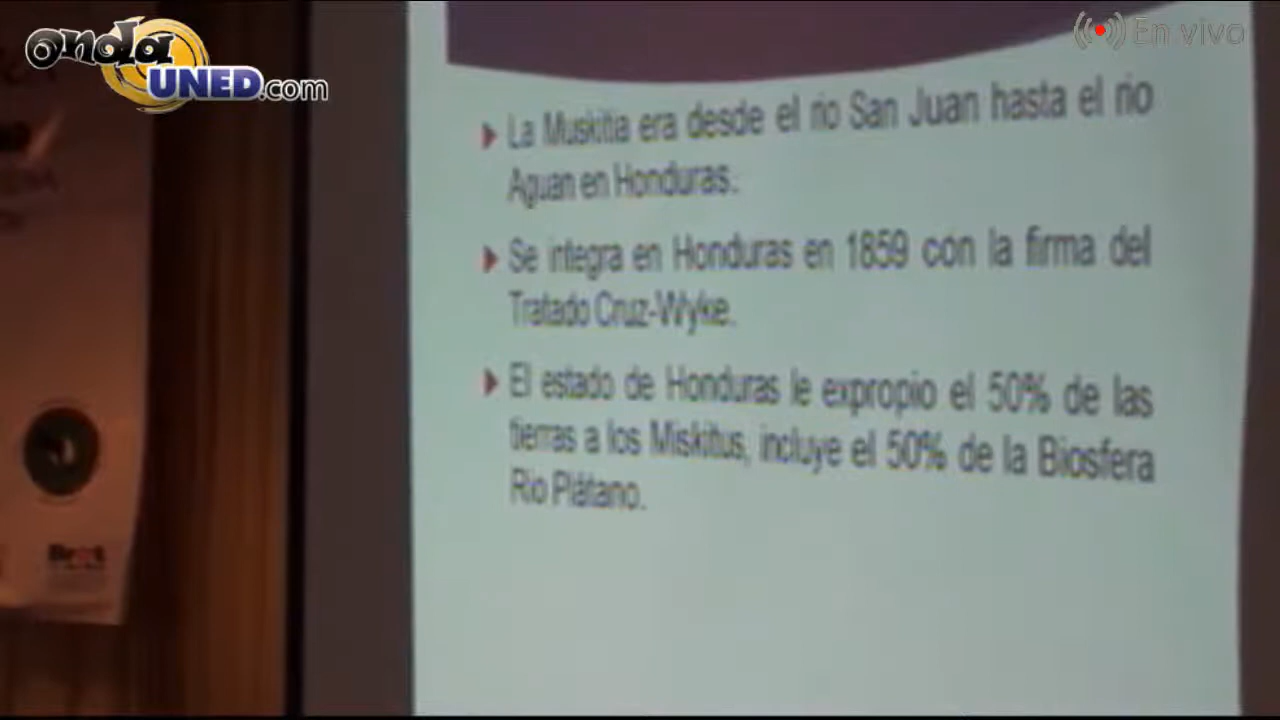 onda
UNED.com
En vivo
La Muskitia era desde el rio San Juan hasta el rio
Aguan en Honduras.
Se integra en Honduras en 1859 con la firma del
Tratado Cruz-Wyke.
El estado de Honduras le expropio el 50% de las
tierras a los Miskitus, incluye el 50% de la Biosfera
Rio Plátano.